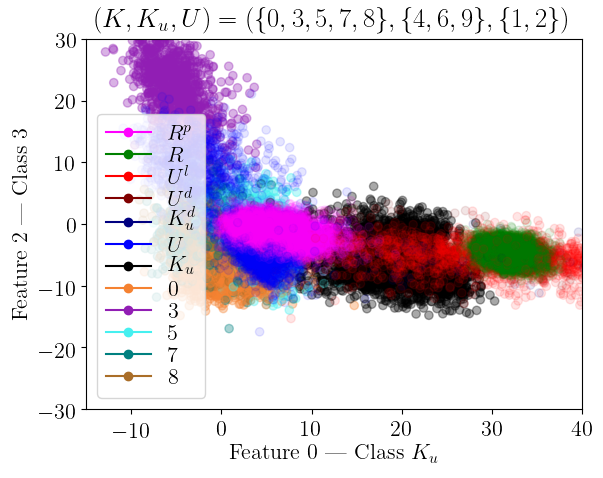 (K, K_u, U) = ({0, 3, 5, 7, 8}, {4, 6, 9}, {1, 2})
Feature 2 — Class 3
30
20
10
0
−10
−20
−30
R^p
R
U^l
U^d
K_u^d
U
K_u
0
3
5
7
8
−10 0 10 20 30 40
Feature 0 — Class K_u